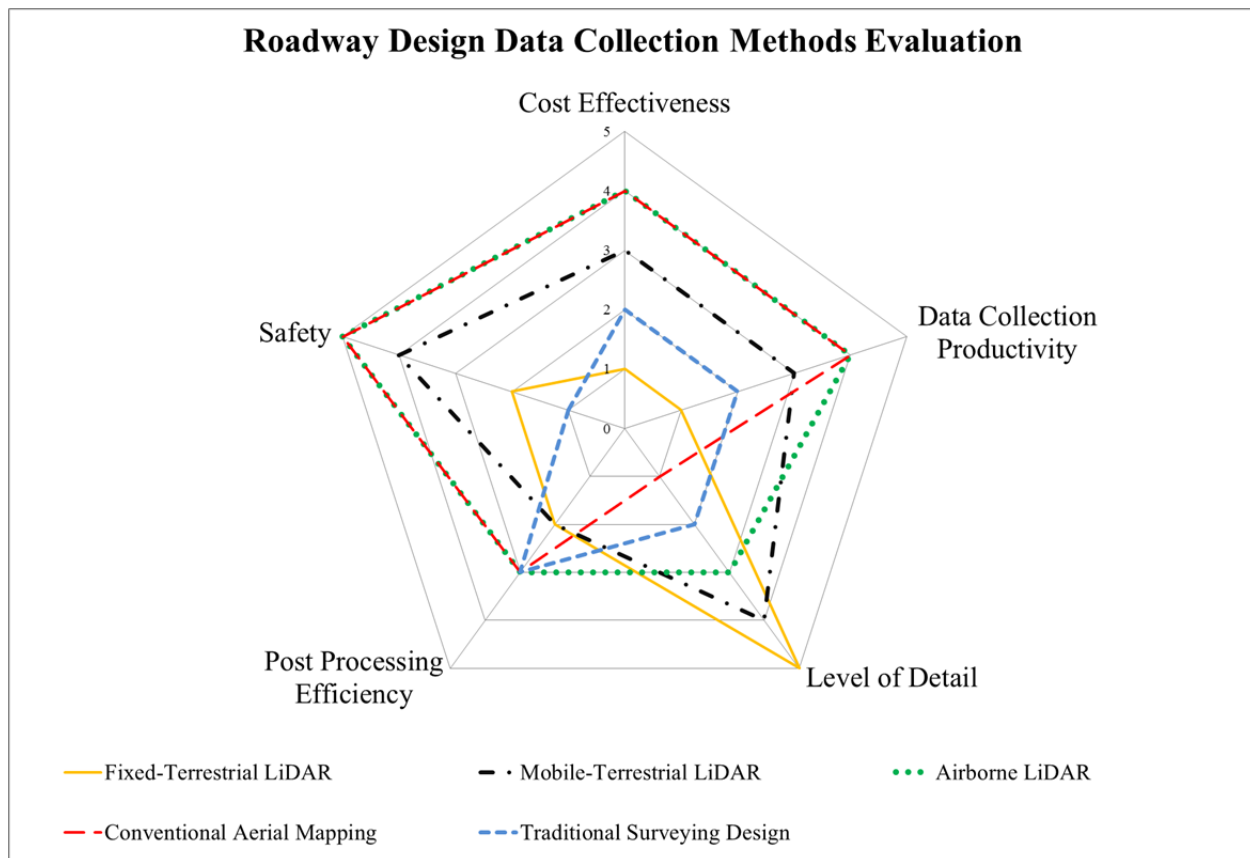 Roadway Design Data Collection Methods Evaluation
Cost Effectiveness
5
4
3
2
1
0
Data Collection
Productivity
Safety
Level of Detail
Post Processing
Efficiency
Fixed-Terrestrial LiDAR
Mobile-Terrestrial LiDAR
Airborne LiDAR
Conventional Aerial Mapping
Traditional Surveying Design